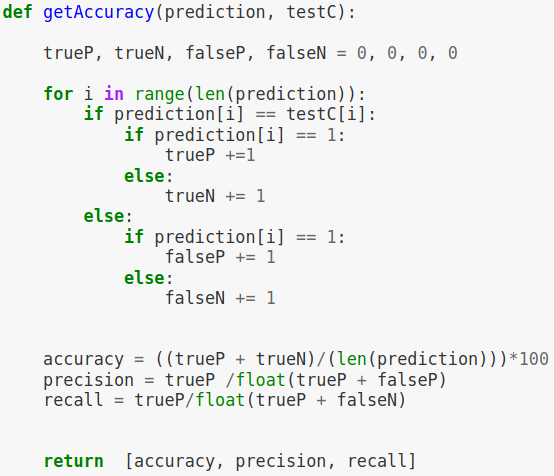 def getAccuracy(prediction, testC):
    trueP, trueN, falseP, falseN = 0, 0, 0, 0
    for i in range(len(prediction)):
        if prediction[i] == testC[i]:
            if prediction[i] == 1:
                trueP +=1
            else:
                trueN += 1
        else:
            if prediction[i] == 1:
                falseP += 1
            else:
                falseN += 1
    accuracy = ((trueP + trueN)/(len(prediction)))*100
    precision = trueP /float(trueP + falseP)
    recall = trueP/float(trueP + falseN)
    return  [accuracy, precision, recall]